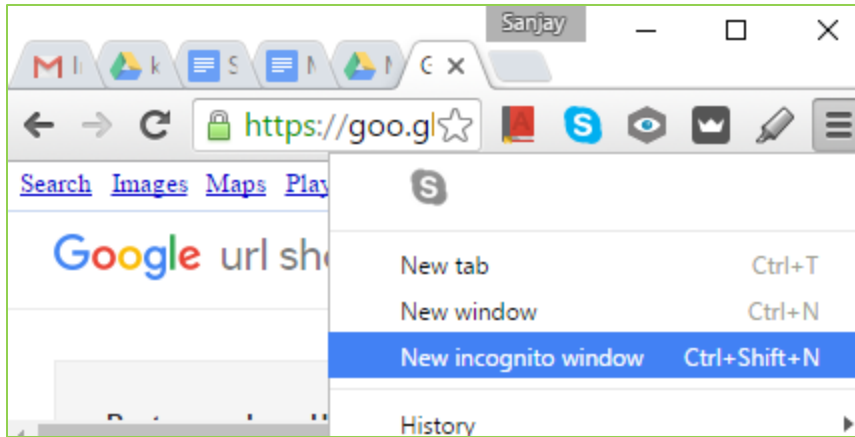 Sanjay
k S
https://goo.gl
Search Images Maps Play
Google url sho
New tab Ctrl+T
New window Ctrl+N
New incognito window Ctrl+Shift+N
History